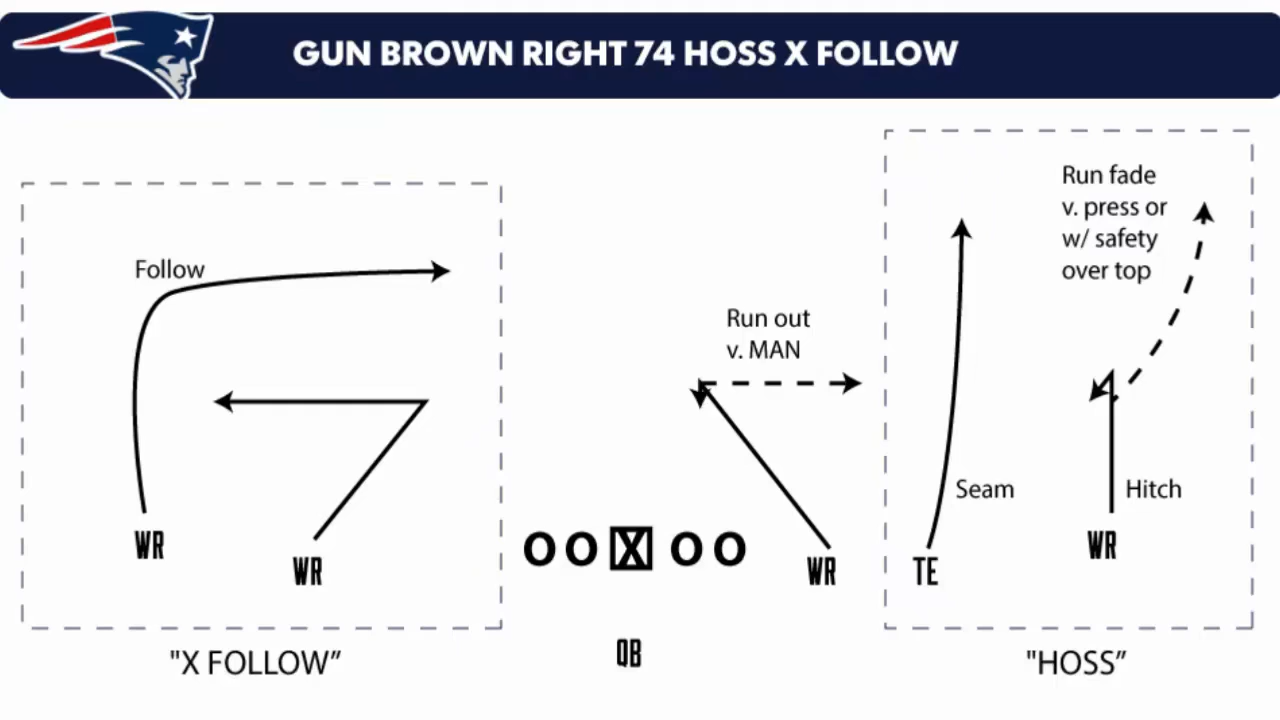 GUN BROWN RIGHT 74 HOSS X FOLLOW
Run fade
v. press or
w/ safety
over top
Follow
Run out
v. MAN
Seam
Hitch
WR
WR
O O X O O
WR
TE
WR
QB
"X FOLLOW”
"HOSS”